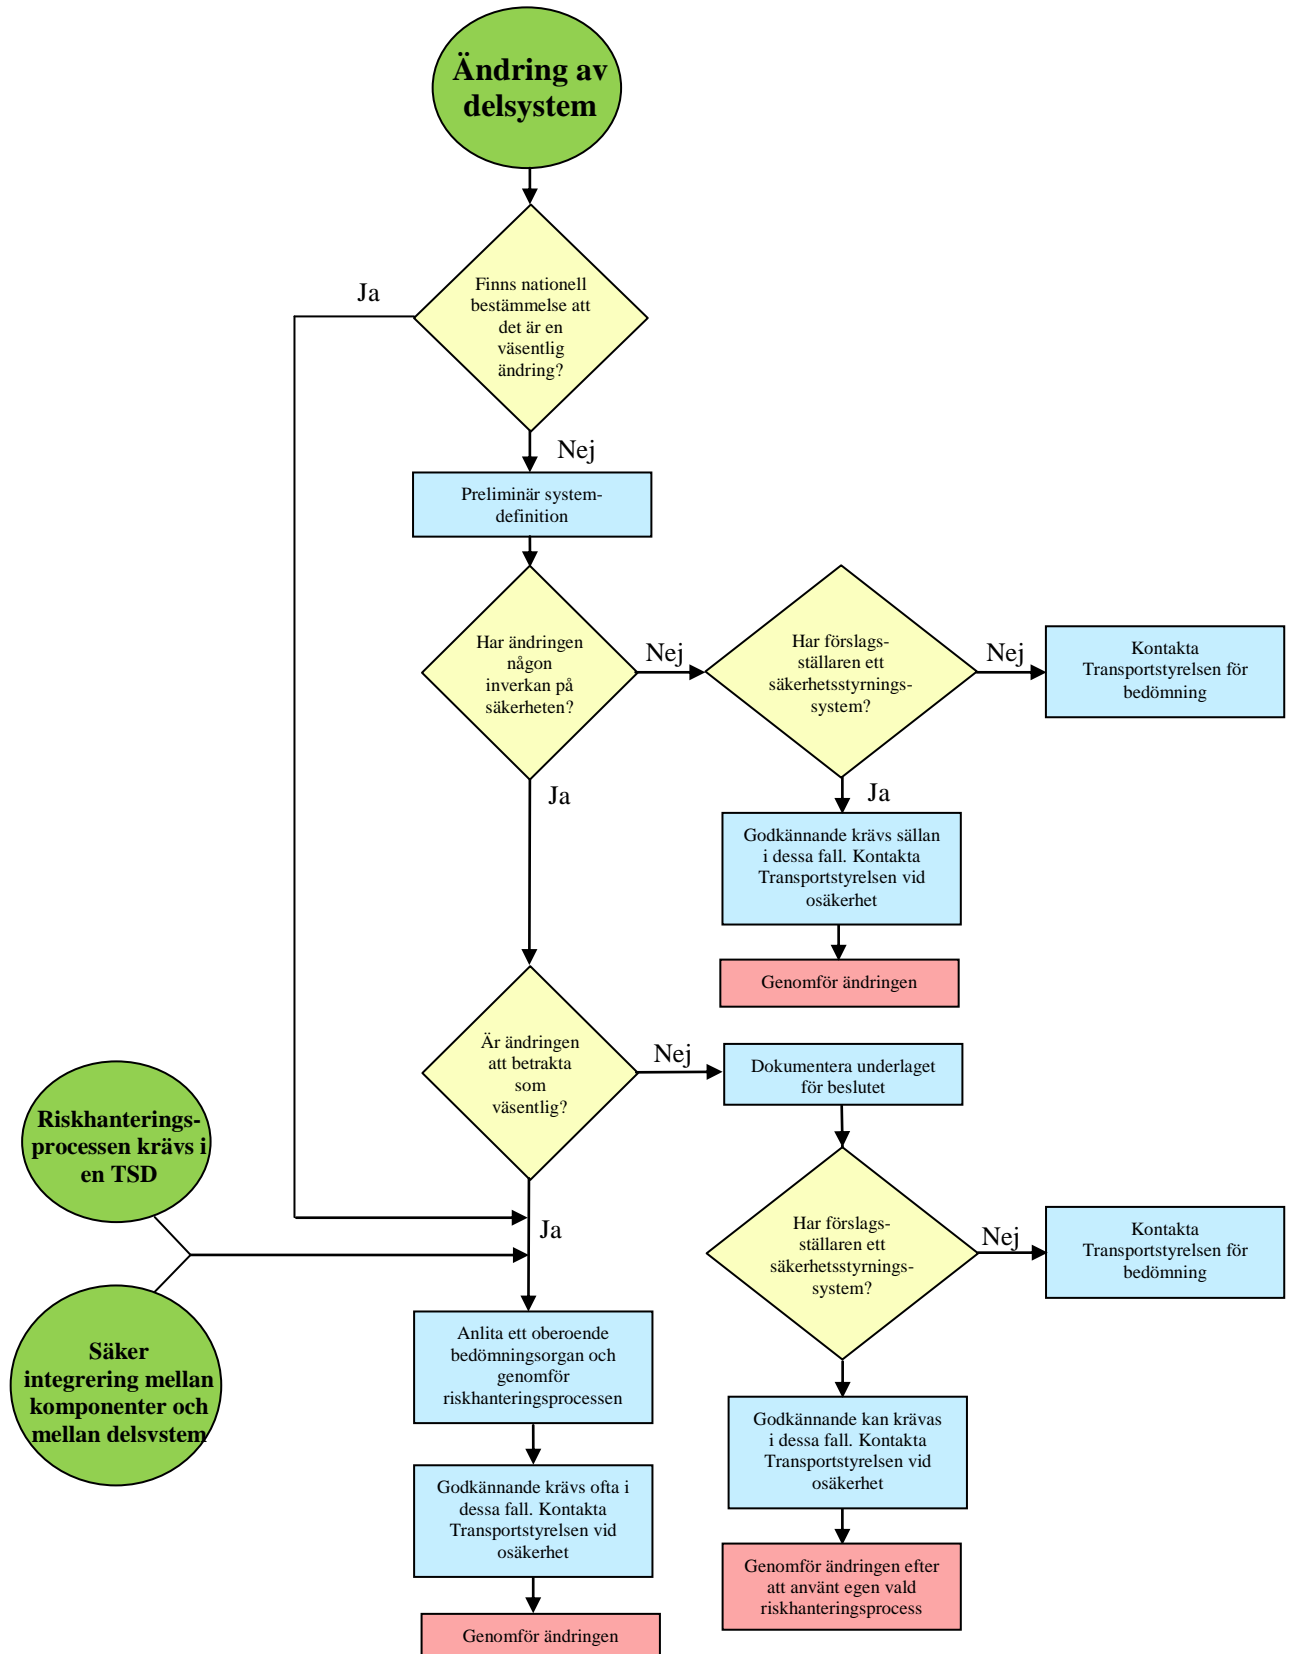 Ändring av
delsystem
Finns nationell
bestämmelse att
det är en
väsentlig
ändring?
Ja
Nej
Preliminär system-
definition
Har ändringen
någon
inverkan på
säkerheten?
Nej
Har förslags-
ställaren ett
säkerhetsstyrnings-
system?
Nej
Kontakta
Transportstyrelsen för
bedömning
Ja
Ja
Godkännande krävs sällan
i dessa fall. Kontakta
Transportstyrelsen vid
osäkerhet
Genomför ändringen
Är ändringen
att betrakta
som
väsentlig?
Nej
Dokumentera underlaget
för beslutet
Riskhanterings-
processen krävs i
en TSD
Ja
Har förslags-
ställaren ett
säkerhetsstyrnings-
system?
Nej
Kontakta
Transportstyrelsen för
bedömning
Säker
integrering mellan
komponenter och
mellan delsystem
Anlita ett oberoende
bedömningsorgan och
genomför
riskhanteringsprocessen
Godkännande kan krävas
i dessa fall. Kontakta
Transportstyrelsen vid
osäkerhet
Godkännande krävs ofta i
dessa fall. Kontakta
Transportstyrelsen vid
osäkerhet
Genomför ändringen efter
att använt egen vald
riskhanteringsprocess
Genomför ändringen